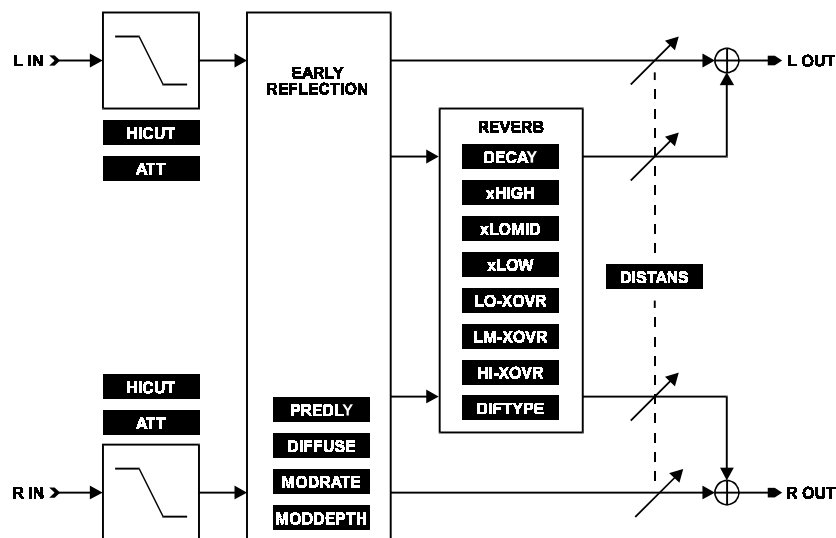 L IN
HICUT
ATT
EARLY
REFLECTION
REVERB
DECAY
xHIGH
xLOMID
xLOW
LO-XOVR
LM-XOVR
HI-XOVR
DIFTYPE
DISTANS
L OUT
HICUT
ATT
R IN
PREDLY
DIFFUSE
MODRATE
MODDEPTH
R OUT